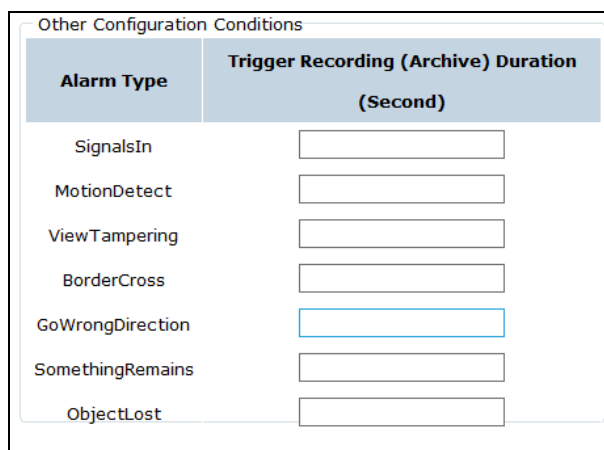 Other Configuration Conditions
Alarm Type
Trigger Recording (Archive) Duration
(Second)
SignalsIn
MotionDetect
ViewTampering
BorderCross
GoWrongDirection
SomethingRemains
ObjectLost